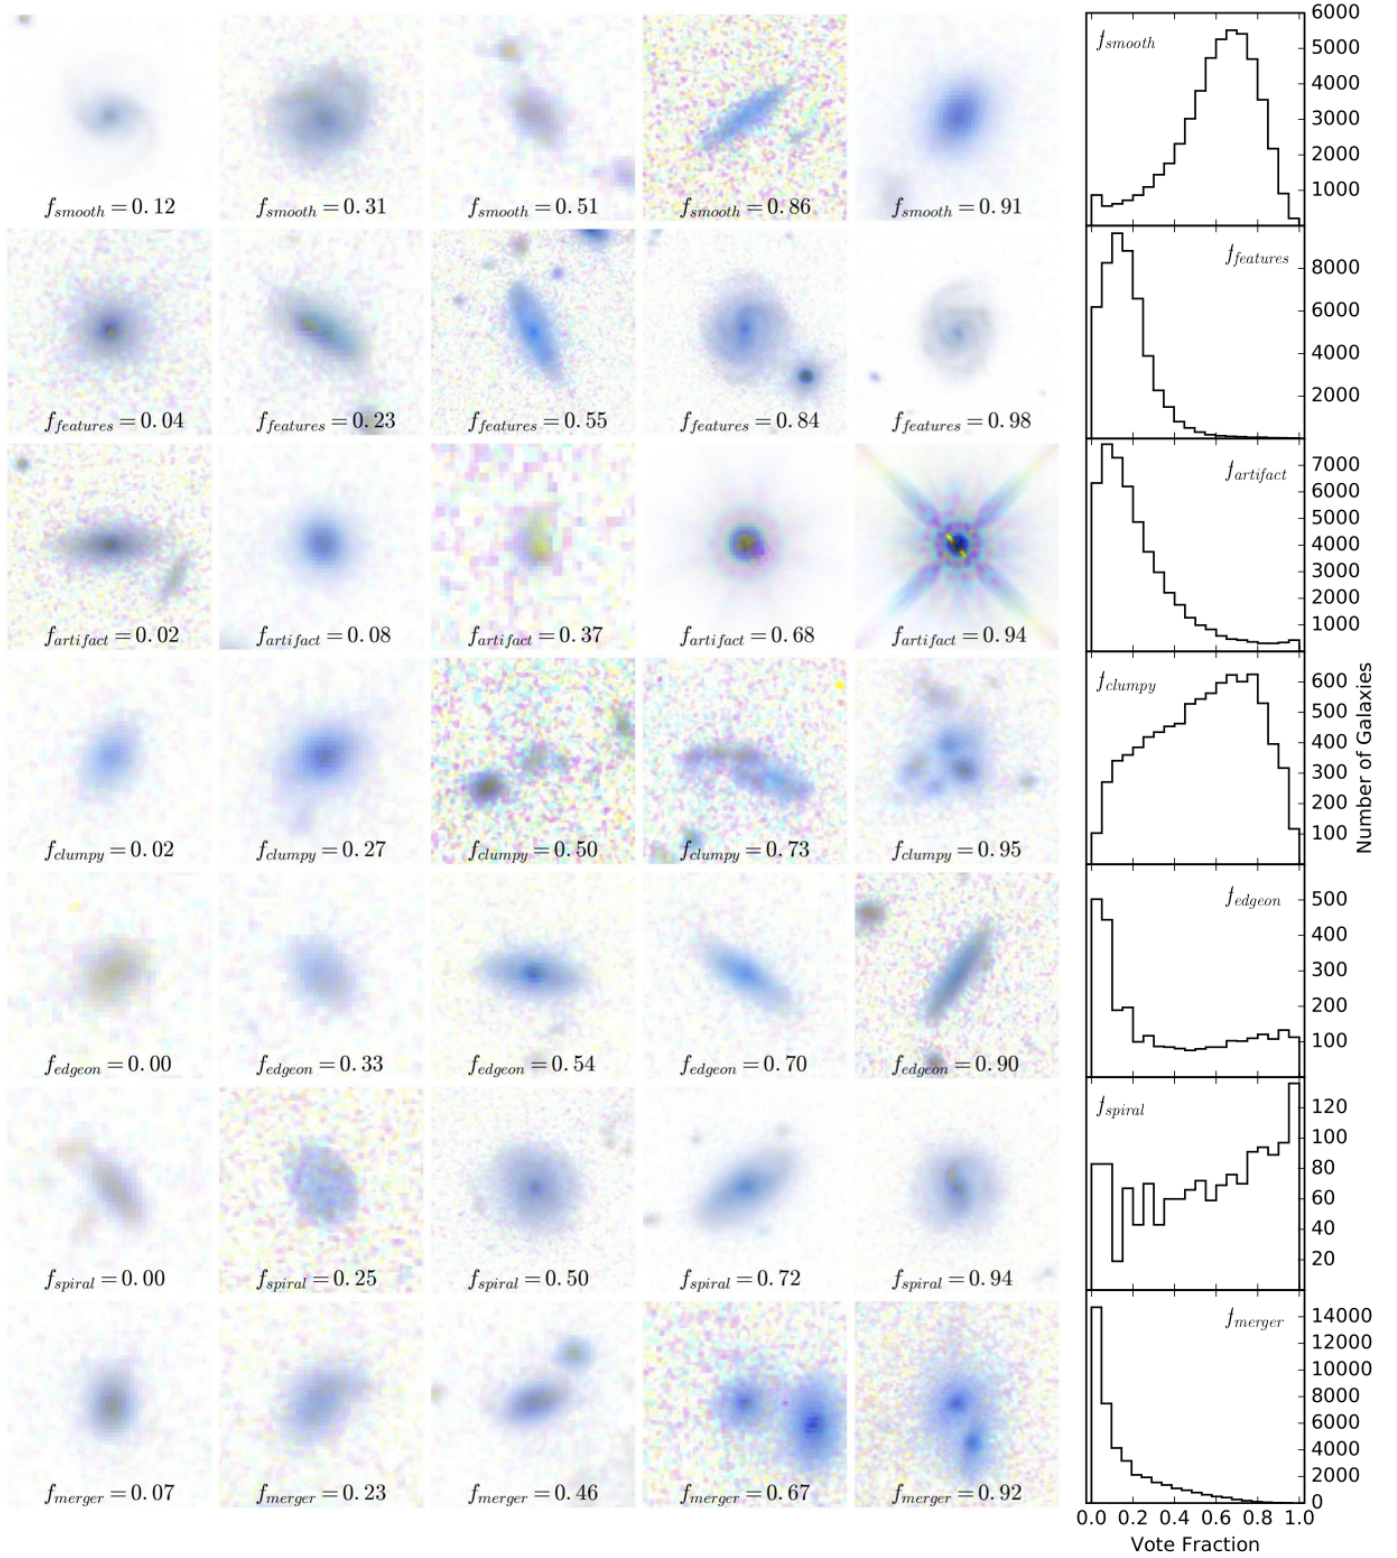 f_smooth = 0.12
f_smooth = 0.31
f_smooth = 0.51
f_smooth = 0.86
f_smooth = 0.91
f_smooth
6000
5000
4000
3000
2000
1000
f_features = 0.04
f_features = 0.23
f_features = 0.55
f_features = 0.84
f_features = 0.98
f_features
8000
6000
4000
2000
f_artifact = 0.02
f_artifact = 0.08
f_artifact = 0.37
f_artifact = 0.68
f_artifact = 0.94
f_artifact
7000
6000
5000
4000
3000
2000
1000
f_clumpy = 0.02
f_clumpy = 0.27
f_clumpy = 0.50
f_clumpy = 0.73
f_clumpy = 0.95
f_clumpy
600
500
400
300
200
100
Number of Galaxies
f_edgeon = 0.00
f_edgeon = 0.33
f_edgeon = 0.54
f_edgeon = 0.70
f_edgeon = 0.90
f_edgeon
500
400
300
200
100
f_spiral = 0.00
f_spiral = 0.25
f_spiral = 0.50
f_spiral = 0.72
f_spiral = 0.94
f_spiral
120
100
80
60
40
20
f_merger = 0.07
f_merger = 0.23
f_merger = 0.46
f_merger = 0.67
f_merger = 0.92
f_merger
14000
12000
10000
8000
6000
4000
2000
0
0.0 0.2 0.4 0.6 0.8 1.0
Vote Fraction